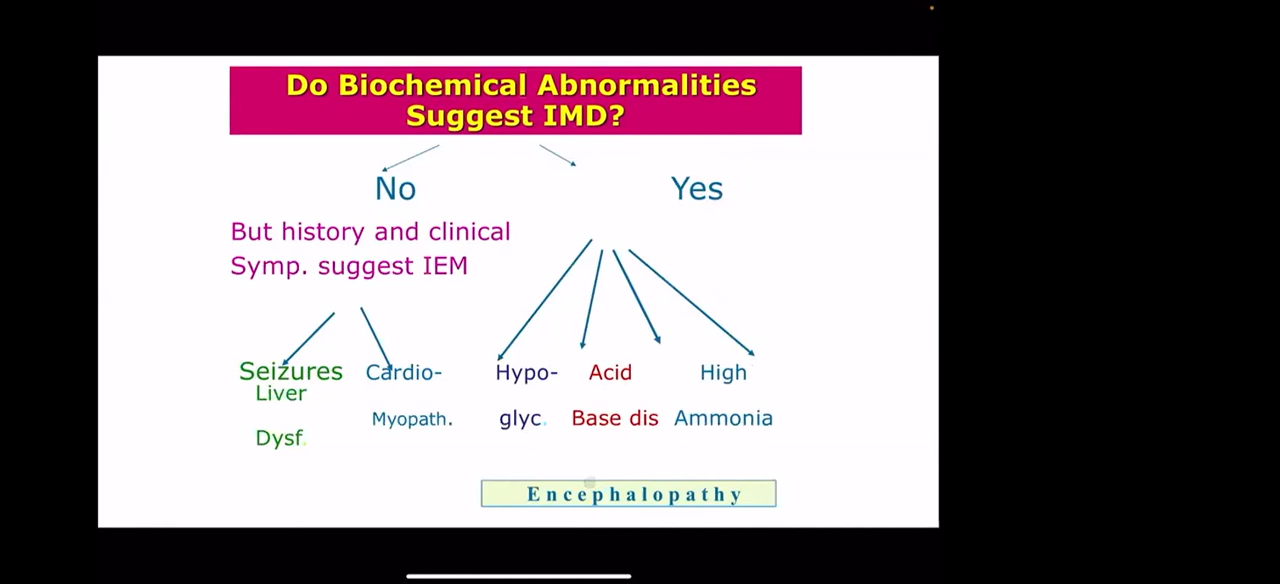 Do Biochemical Abnormalities
Suggest IMD?
No
Yes
But history and clinical
Symp. suggest IEM
Seizures
Liver
Dysf.
Cardio-
Myopath.
Hypo-
glyc.
Acid
Base dis
High
Ammonia
Encephalopathy